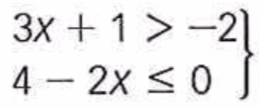 3x + 1 > −2}
4 − 2x ≤ 0